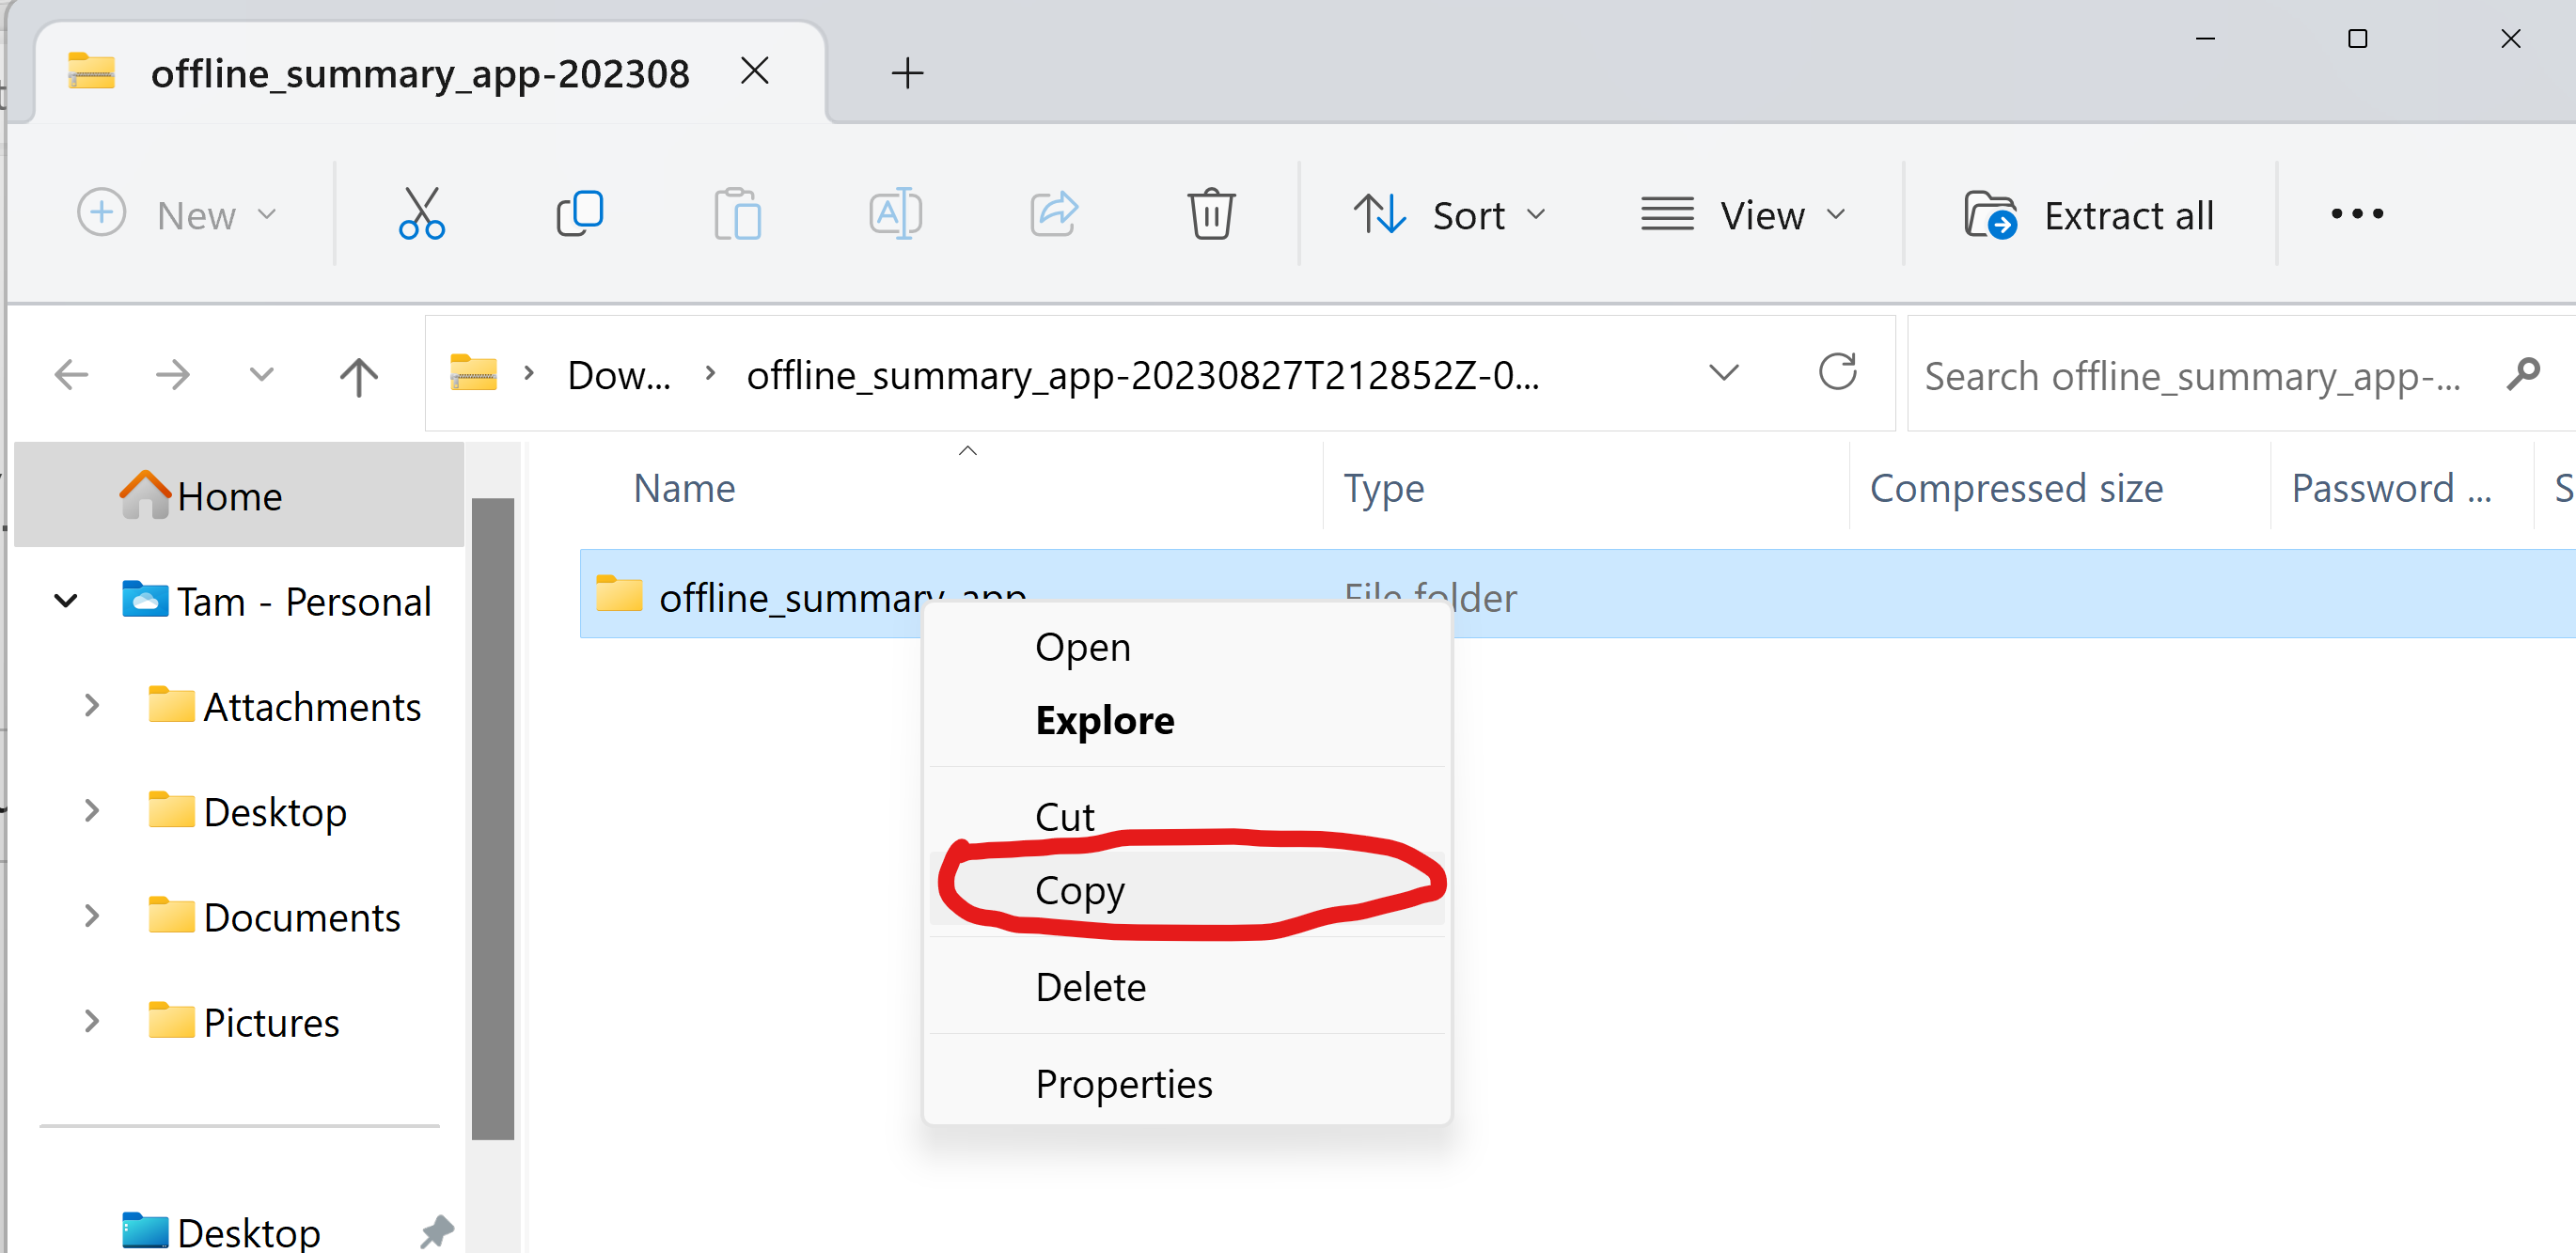 offline_summary_app-202308
New
Sort
View
Extract all
Dow...
offline_summary_app-20230827T212852Z-0...
Search offline_summary_app-...
Home
Tam - Personal
Attachments
Desktop
Documents
Pictures
Desktop
Name
Type
Compressed size
Password ...
S
offline_summary_app
File folder
Open
Explore
Cut
Copy
Delete
Properties